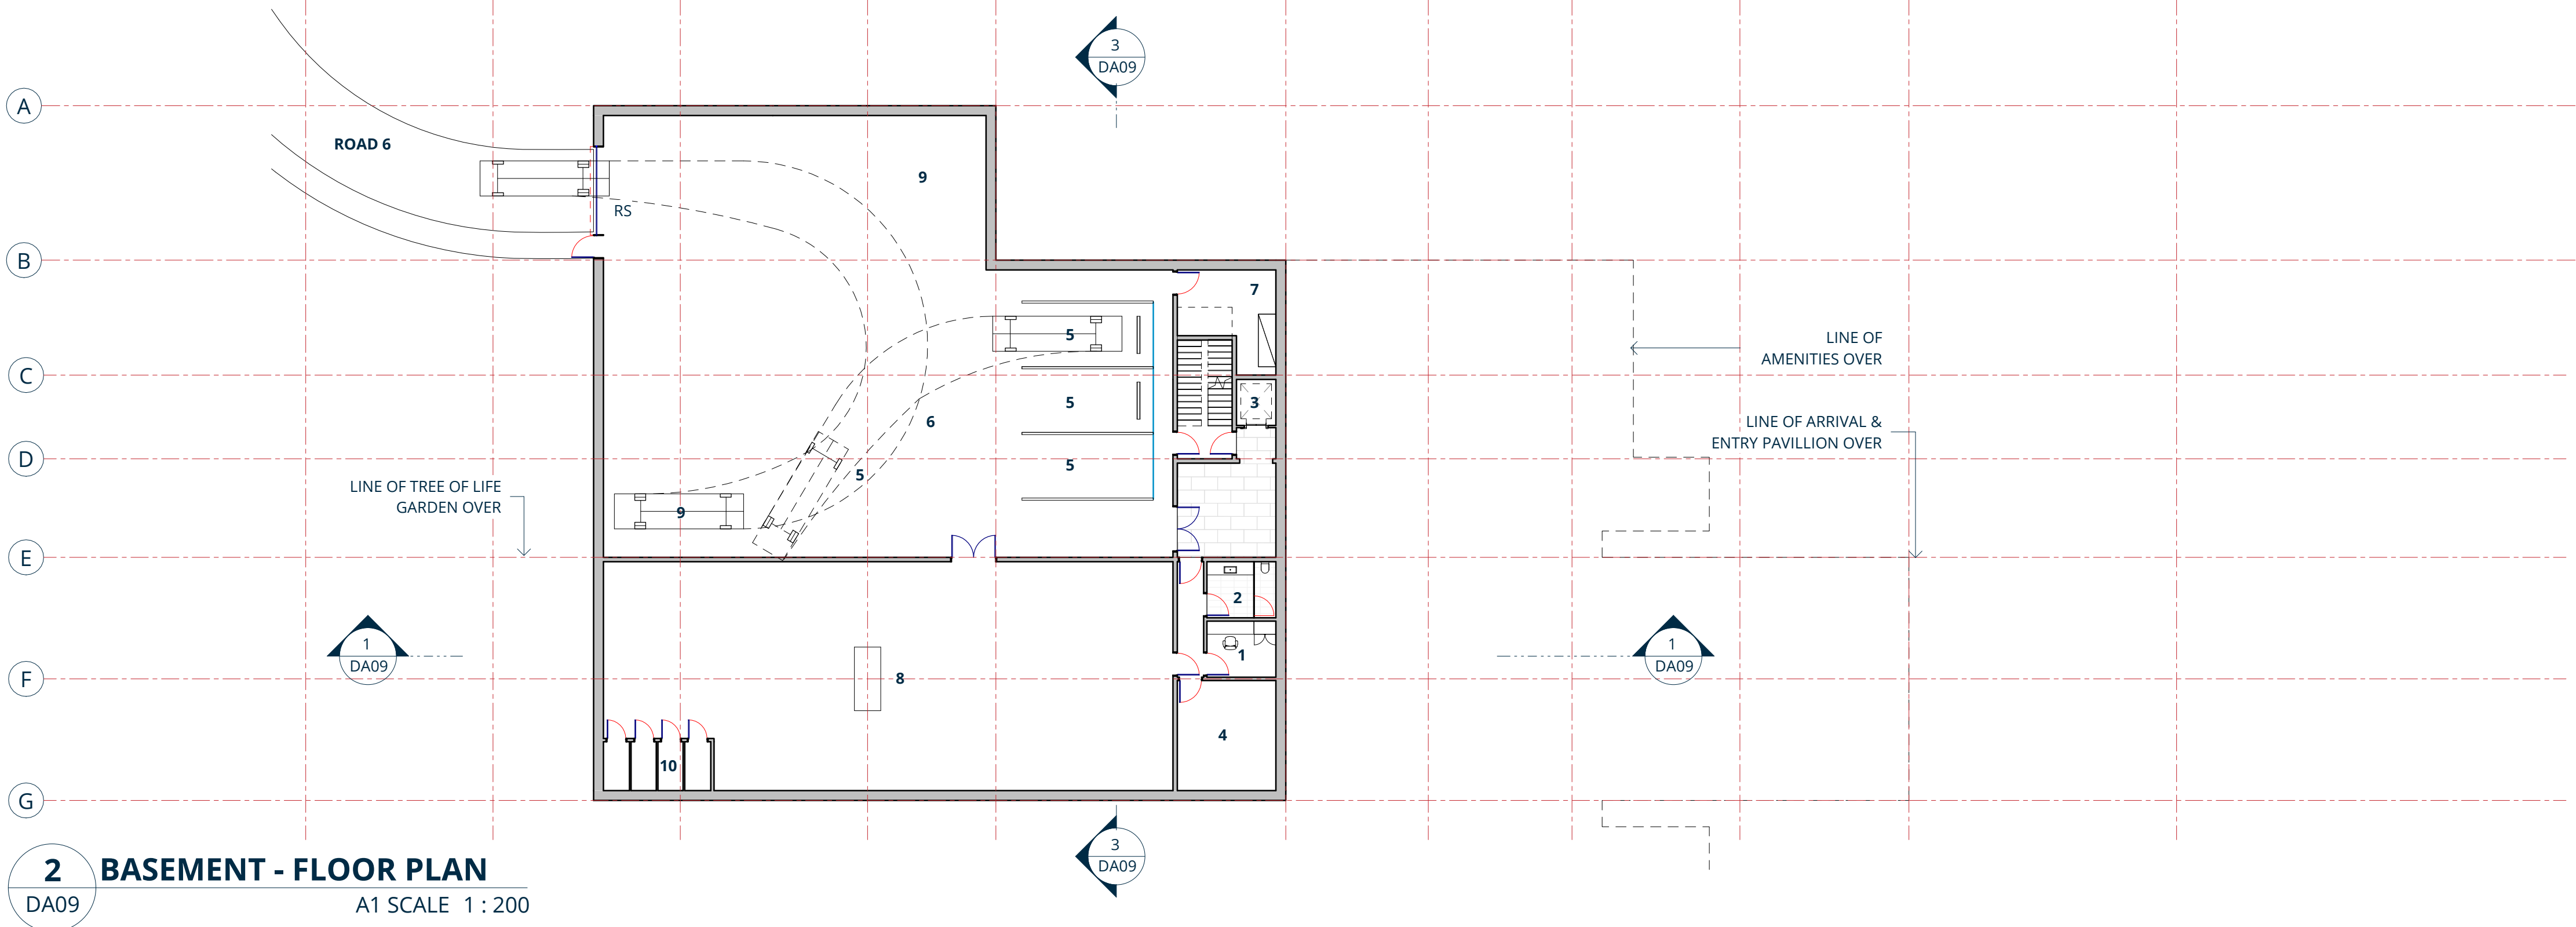 3
DA09
A
ROAD 6
9
RS
B
7
5
LINE OF
AMENITIES OVER
C
5
3
6
LINE OF ARRIVAL &
ENTRY PAVILLION OVER
D
5
5
LINE OF TREE OF LIFE
GARDEN OVER
9
E
2
1
DA09
1
1
DA09
F
8
4
10
G
3
DA09
2
DA09
BASEMENT - FLOOR PLAN
A1 SCALE 1 : 200